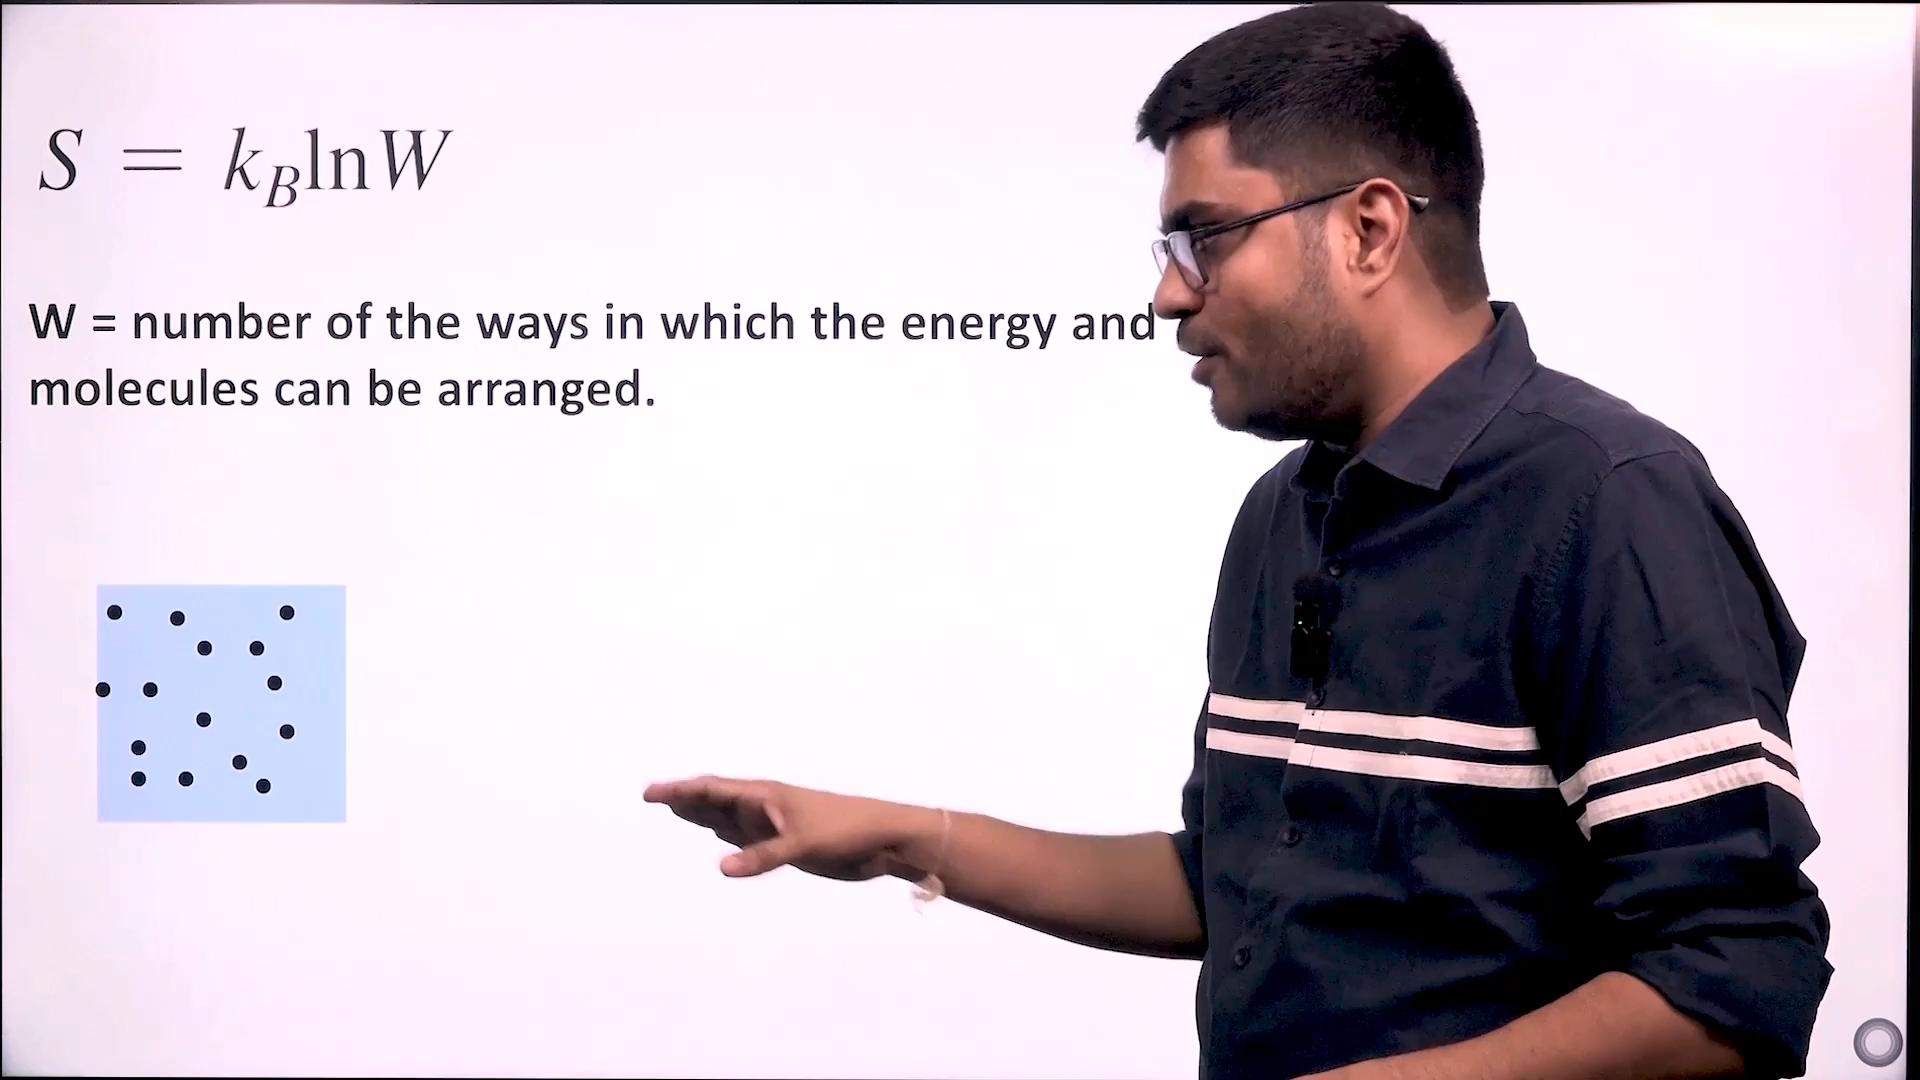 S = k_B ln W
W = number of the ways in which the energy and
molecules can be arranged.